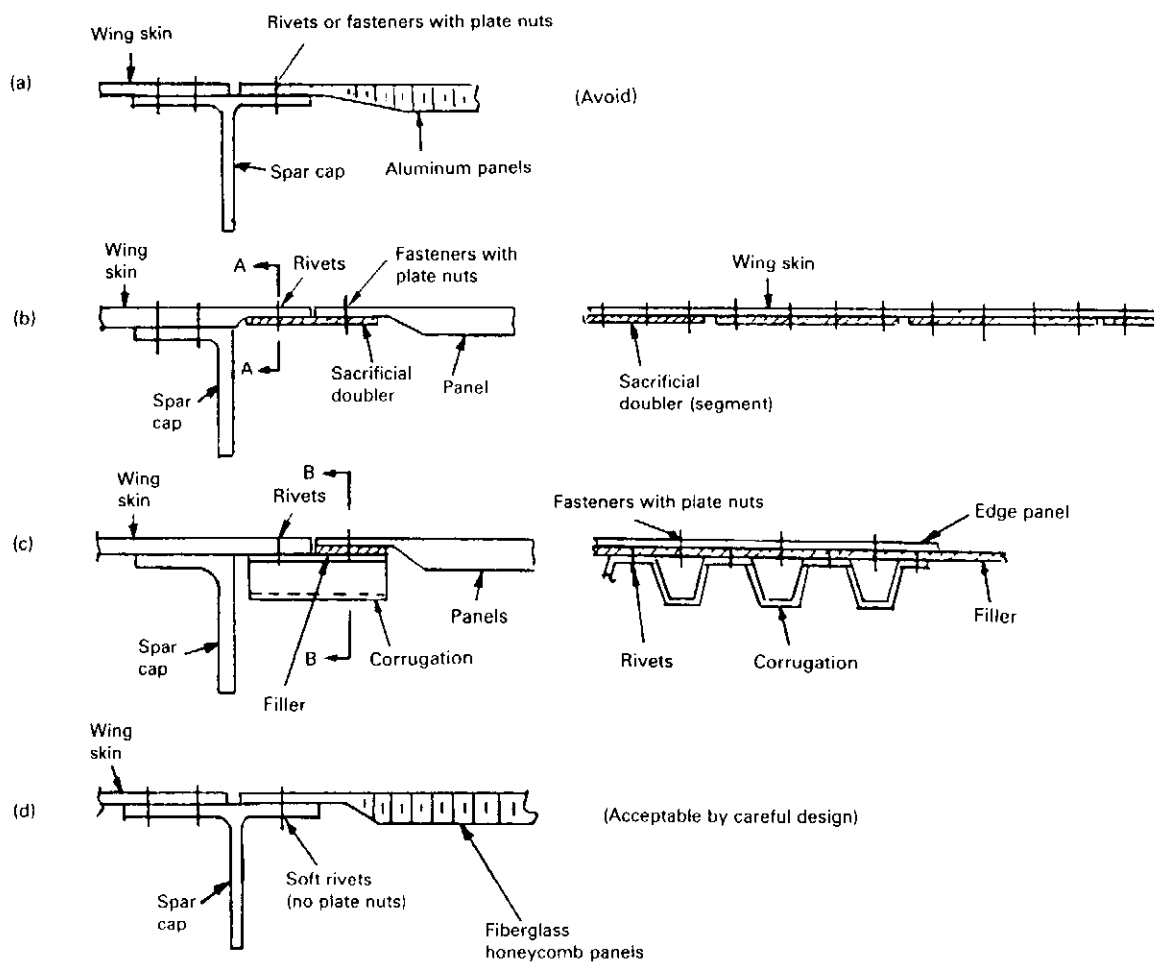 Rivets or fasteners with plate nuts
Wing skin
(a)
(Avoid)
Spar cap
Aluminum panels
Wing
skin
A
Rivets
Fasteners with
plate nuts
Wing skin
(b)
A
Sacrificial
doubler
Panel
Spar
cap
Sacrificial
doubler (segment)
Wing
skin
B
Rivets
Fasteners with plate nuts
Edge panel
(c)
Panels
Filler
Spar
cap
B
Corrugation
Rivets
Corrugation
Filler
Wing
skin
(d)
(Acceptable by careful design)
Spar
cap
Soft rivets
(no plate nuts)
Fiberglass
honeycomb panels